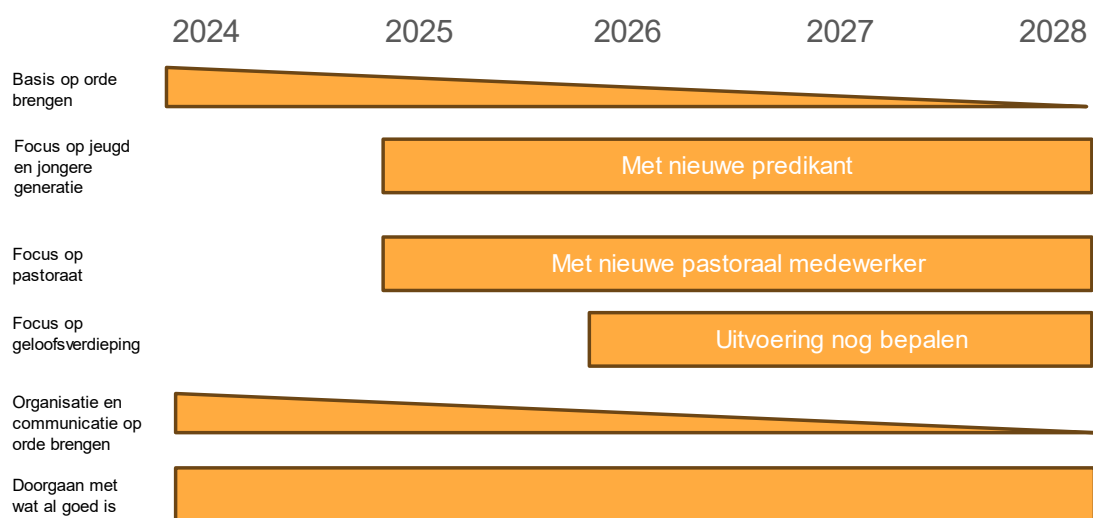 2024 2025 2026 2027 2028
Basis op orde
brengen
Focus op jeugd
en jongere
generatie
Met nieuwe predikant
Focus op
pastoraat
Met nieuwe pastoraal medewerker
Focus op
geloofsverdieping
Uitvoering nog bepalen
Organisatie en
communicatie op
orde brengen
Doorgaan met
wat al goed is